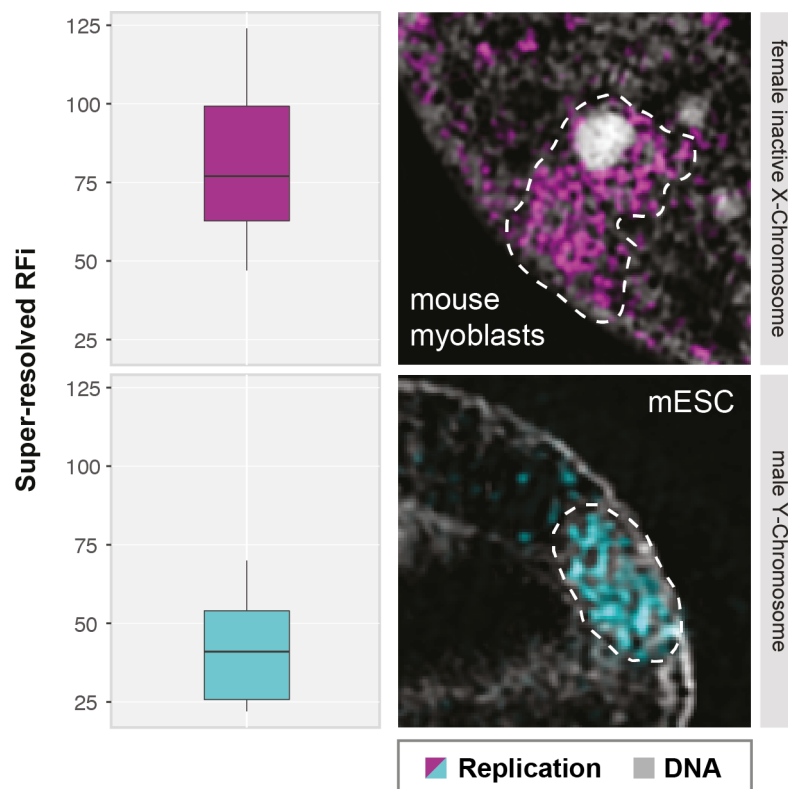 Super-resolved RFi
125
100
75
50
25
mouse
myoblasts
female inactive X-Chromosome
125
100
75
50
25
mESC
male Y-Chromosome
Replication DNA